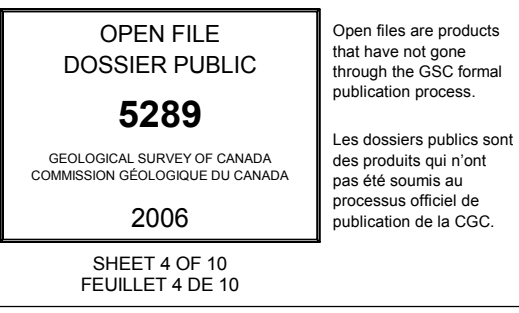 OPEN FILE
DOSSIER PUBLIC
5289
GEOLOGICAL SURVEY OF CANADA
COMMISSION GÉOLOGIQUE DU CANADA
2006
SHEET 4 OF 10
FEUILLET 4 DE 10
Open files are products
that have not gone
through the GSC formal
publication process.
Les dossiers publics sont
des produits qui n'ont
pas été soumis au
processus officiel de
publication de la CGC.